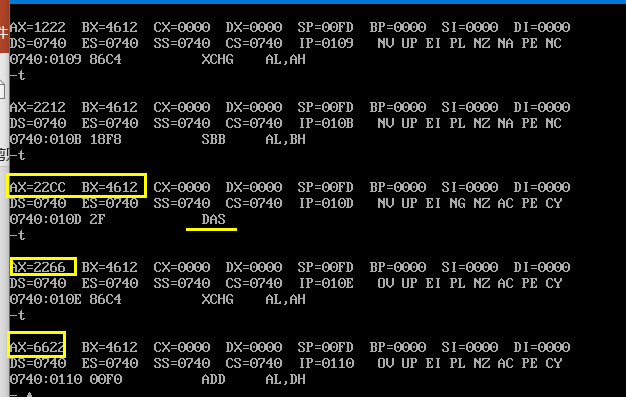 件
AX=1222 BX=4612 CX=0000 DX=0000 SP=00FD BP=0000 SI=0000 DI=0000
DS=0740 ES=0740 SS=0740 CS=0740 IP=0109 NV UP EI PL NZ NA PE NC
0740:0109 86C4 XCHG AL,AH
-t
AX=2212 BX=4612 CX=0000 DX=0000 SP=00FD BP=0000 SI=0000 DI=0000
DS=0740 ES=0740 SS=0740 CS=0740 IP=010B NV UP EI PL NZ NA PE NC
0740:010B 18F8 SBB AL,BH
-t
AX=22CC BX=4612 CX=0000 DX=0000 SP=00FD BP=0000 SI=0000 DI=0000
DS=0740 ES=0740 SS=0740 CS=0740 IP=010D NV UP EI NG NZ AC PE CY
0740:010D 2F DAS
-t
AX=2266 BX=4612 CX=0000 DX=0000 SP=00FD BP=0000 SI=0000 DI=0000
DS=0740 ES=0740 SS=0740 CS=0740 IP=010E OV UP EI PL NZ AC PE CY
0740:010E 86C4 XCHG AL,AH
-t
AX=6622 BX=4612 CX=0000 DX=0000 SP=00FD BP=0000 SI=0000 DI=0000
DS=0740 ES=0740 SS=0740 CS=0740 IP=0110 OV UP EI PL NZ AC PE CY
0740:0110 00F0 ADD AL,DH